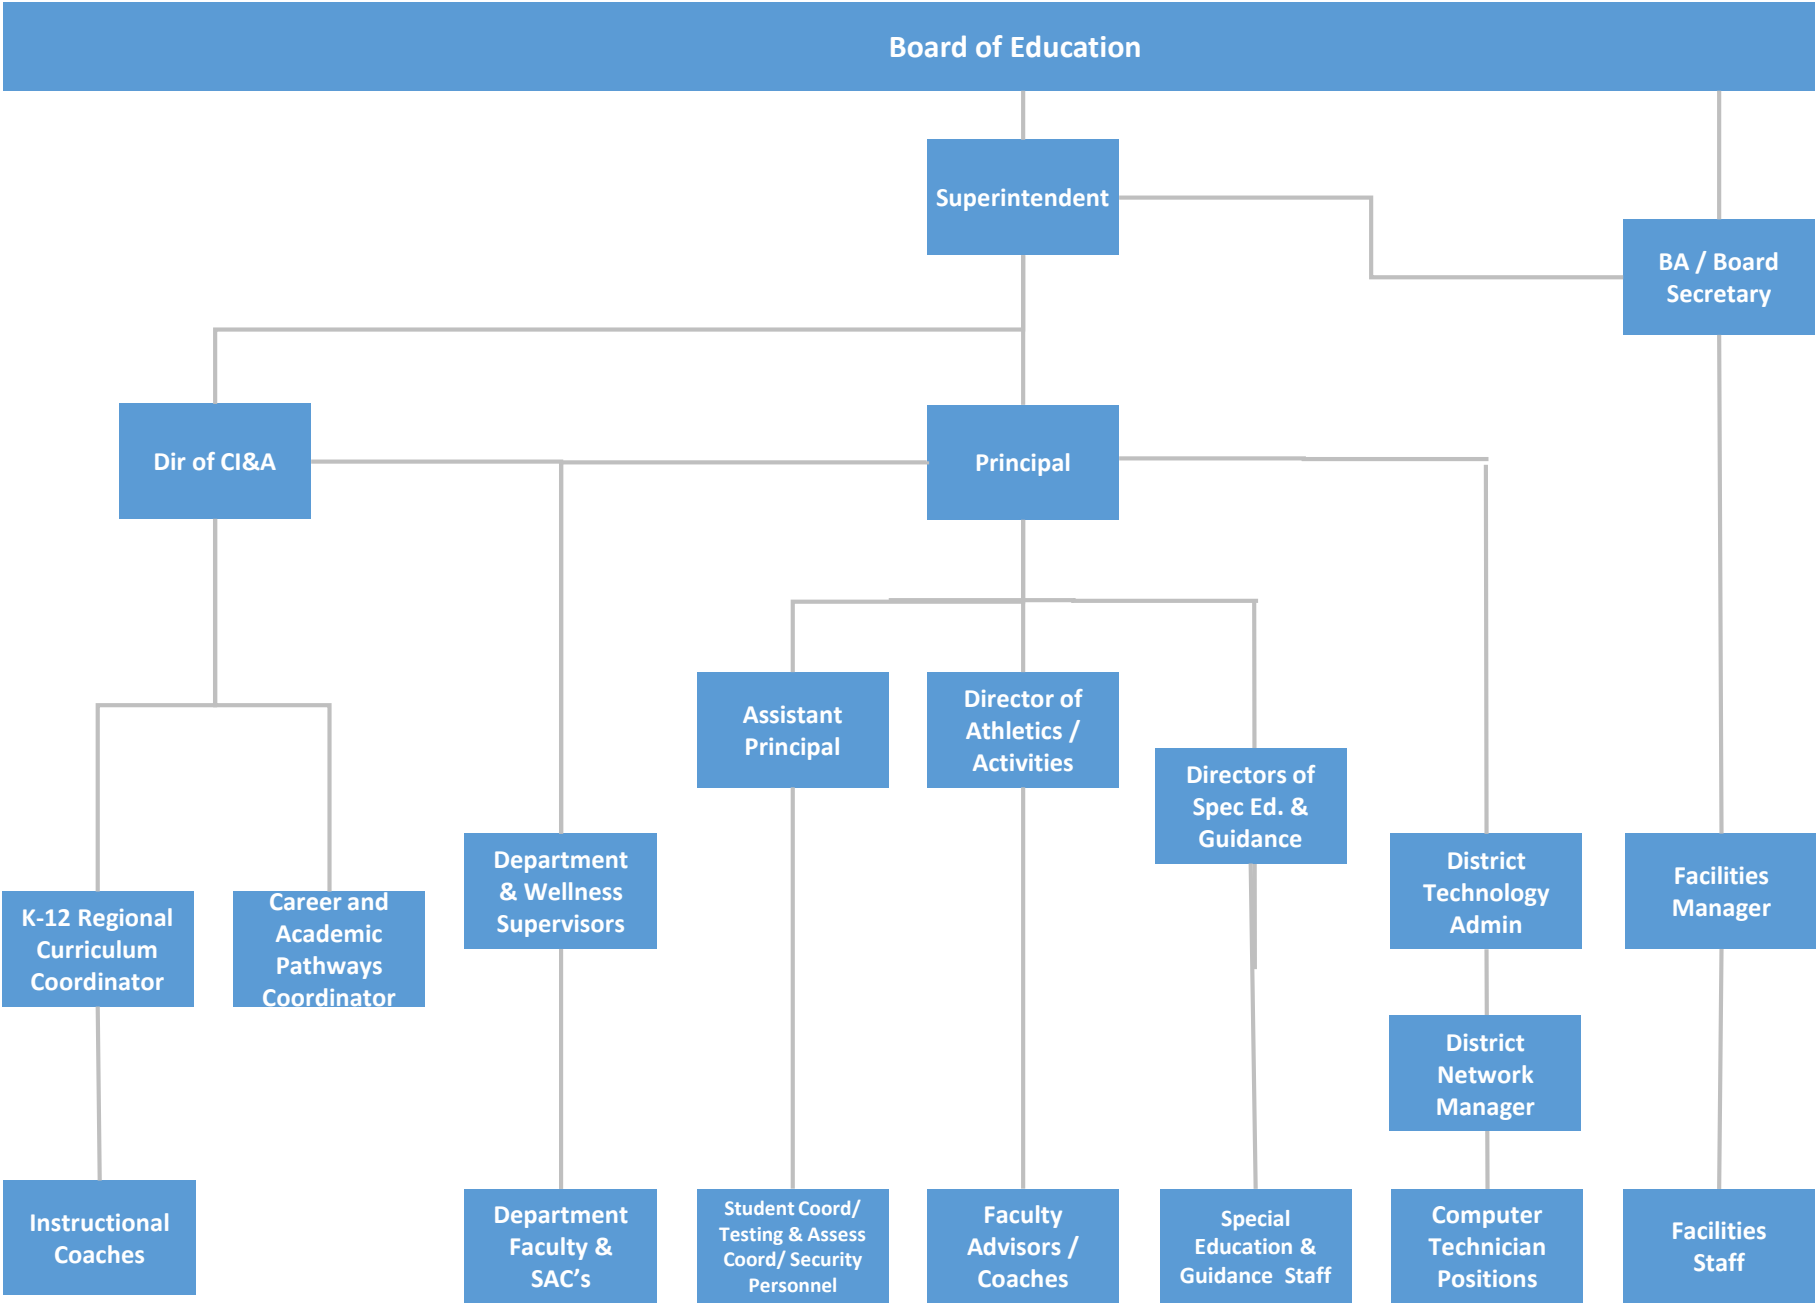 Board of Education
Superintendent
BA / Board
Secretary
Dir of CI&A
Principal
Assistant
Principal
Director of
Athletics /
Activities
Directors of
Spec Ed. &
Guidance
Department
& Wellness
Supervisors
District
Technology
Admin
Facilities
Manager
K-12 Regional
Curriculum
Coordinator
Career and
Academic
Pathways
Coordinator
District
Network
Manager
Instructional
Coaches
Department
Faculty &
SAC's
Student Coord/
Testing & Assess
Coord/ Security
Personnel
Faculty
Advisors /
Coaches
Special
Education &
Guidance  Staff
Computer
Technician
Positions
Facilities
Staff